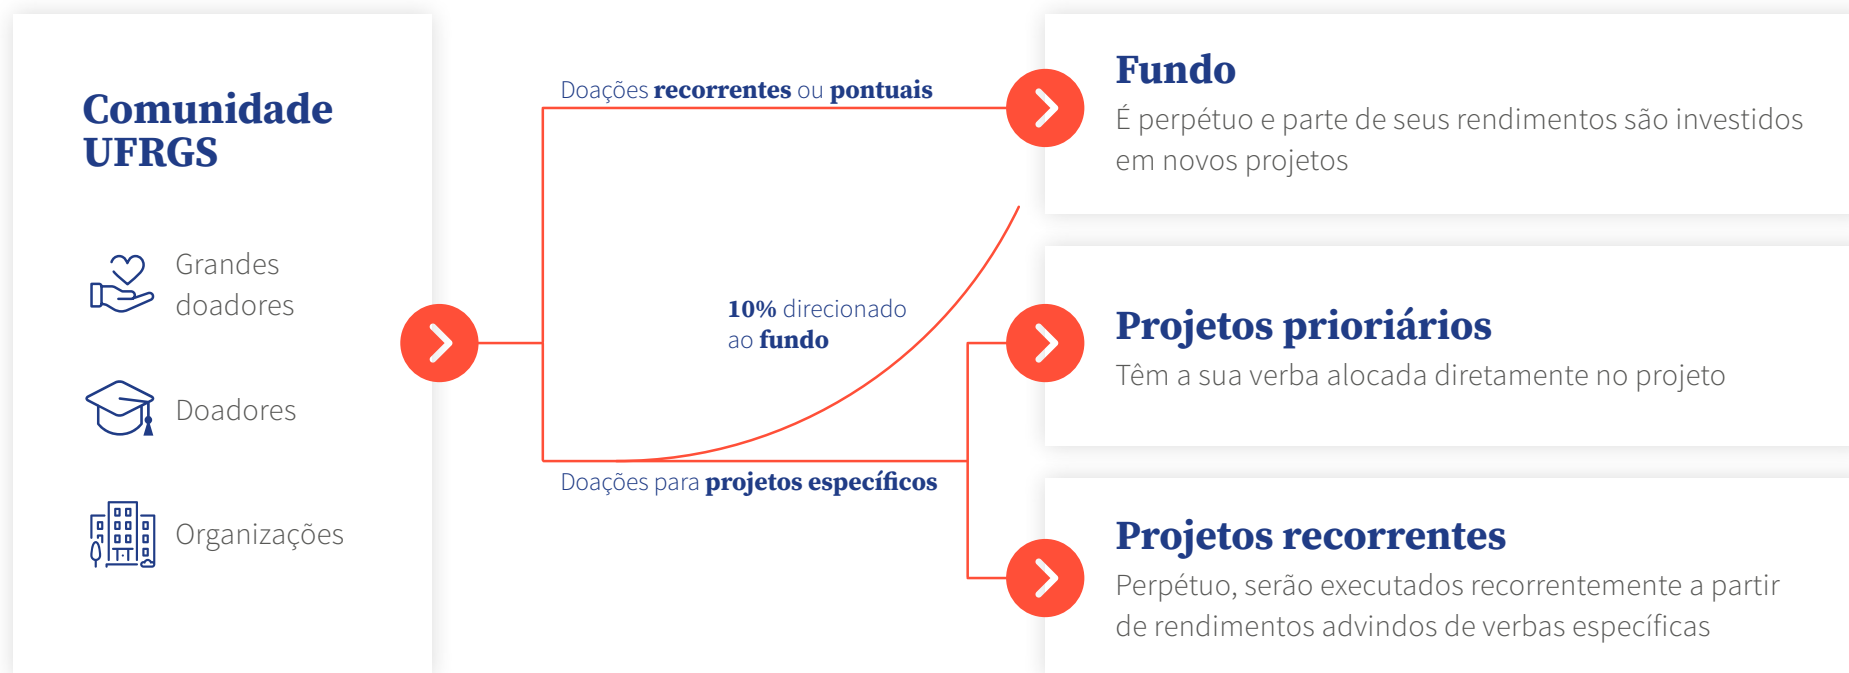 Comunidade
UFRGS
Grandes
doadores
Doadores
Organizações
Doações recorrentes ou pontuais
10% direcionado
ao fundo
Doações para projetos específicos
Fundo
É perpétuo e parte de seus rendimentos são investidos
em novos projetos
Projetos prioriários
Têm a sua verba alocada diretamente no projeto
Projetos recorrentes
Perpétuo, serão executados recorrentemente a partir
de rendimentos advindos de verbas específicas